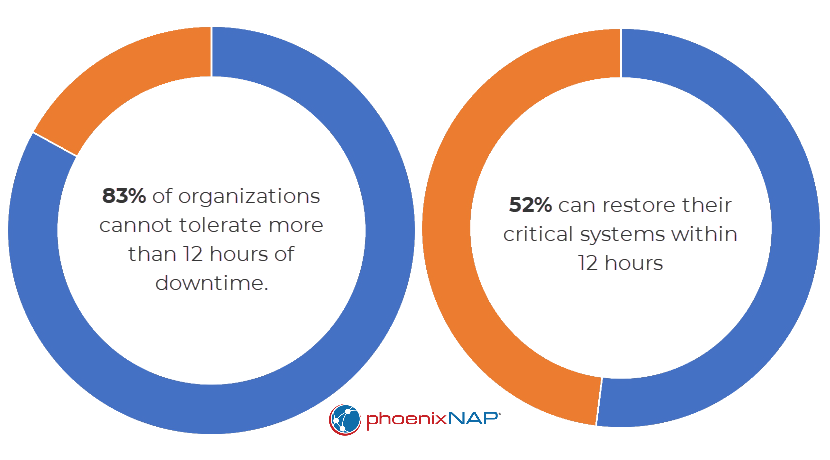 83% of organizations
cannot tolerate more
than 12 hours of
downtime.
52% can restore their
critical systems within
12 hours
phoenixNAP®